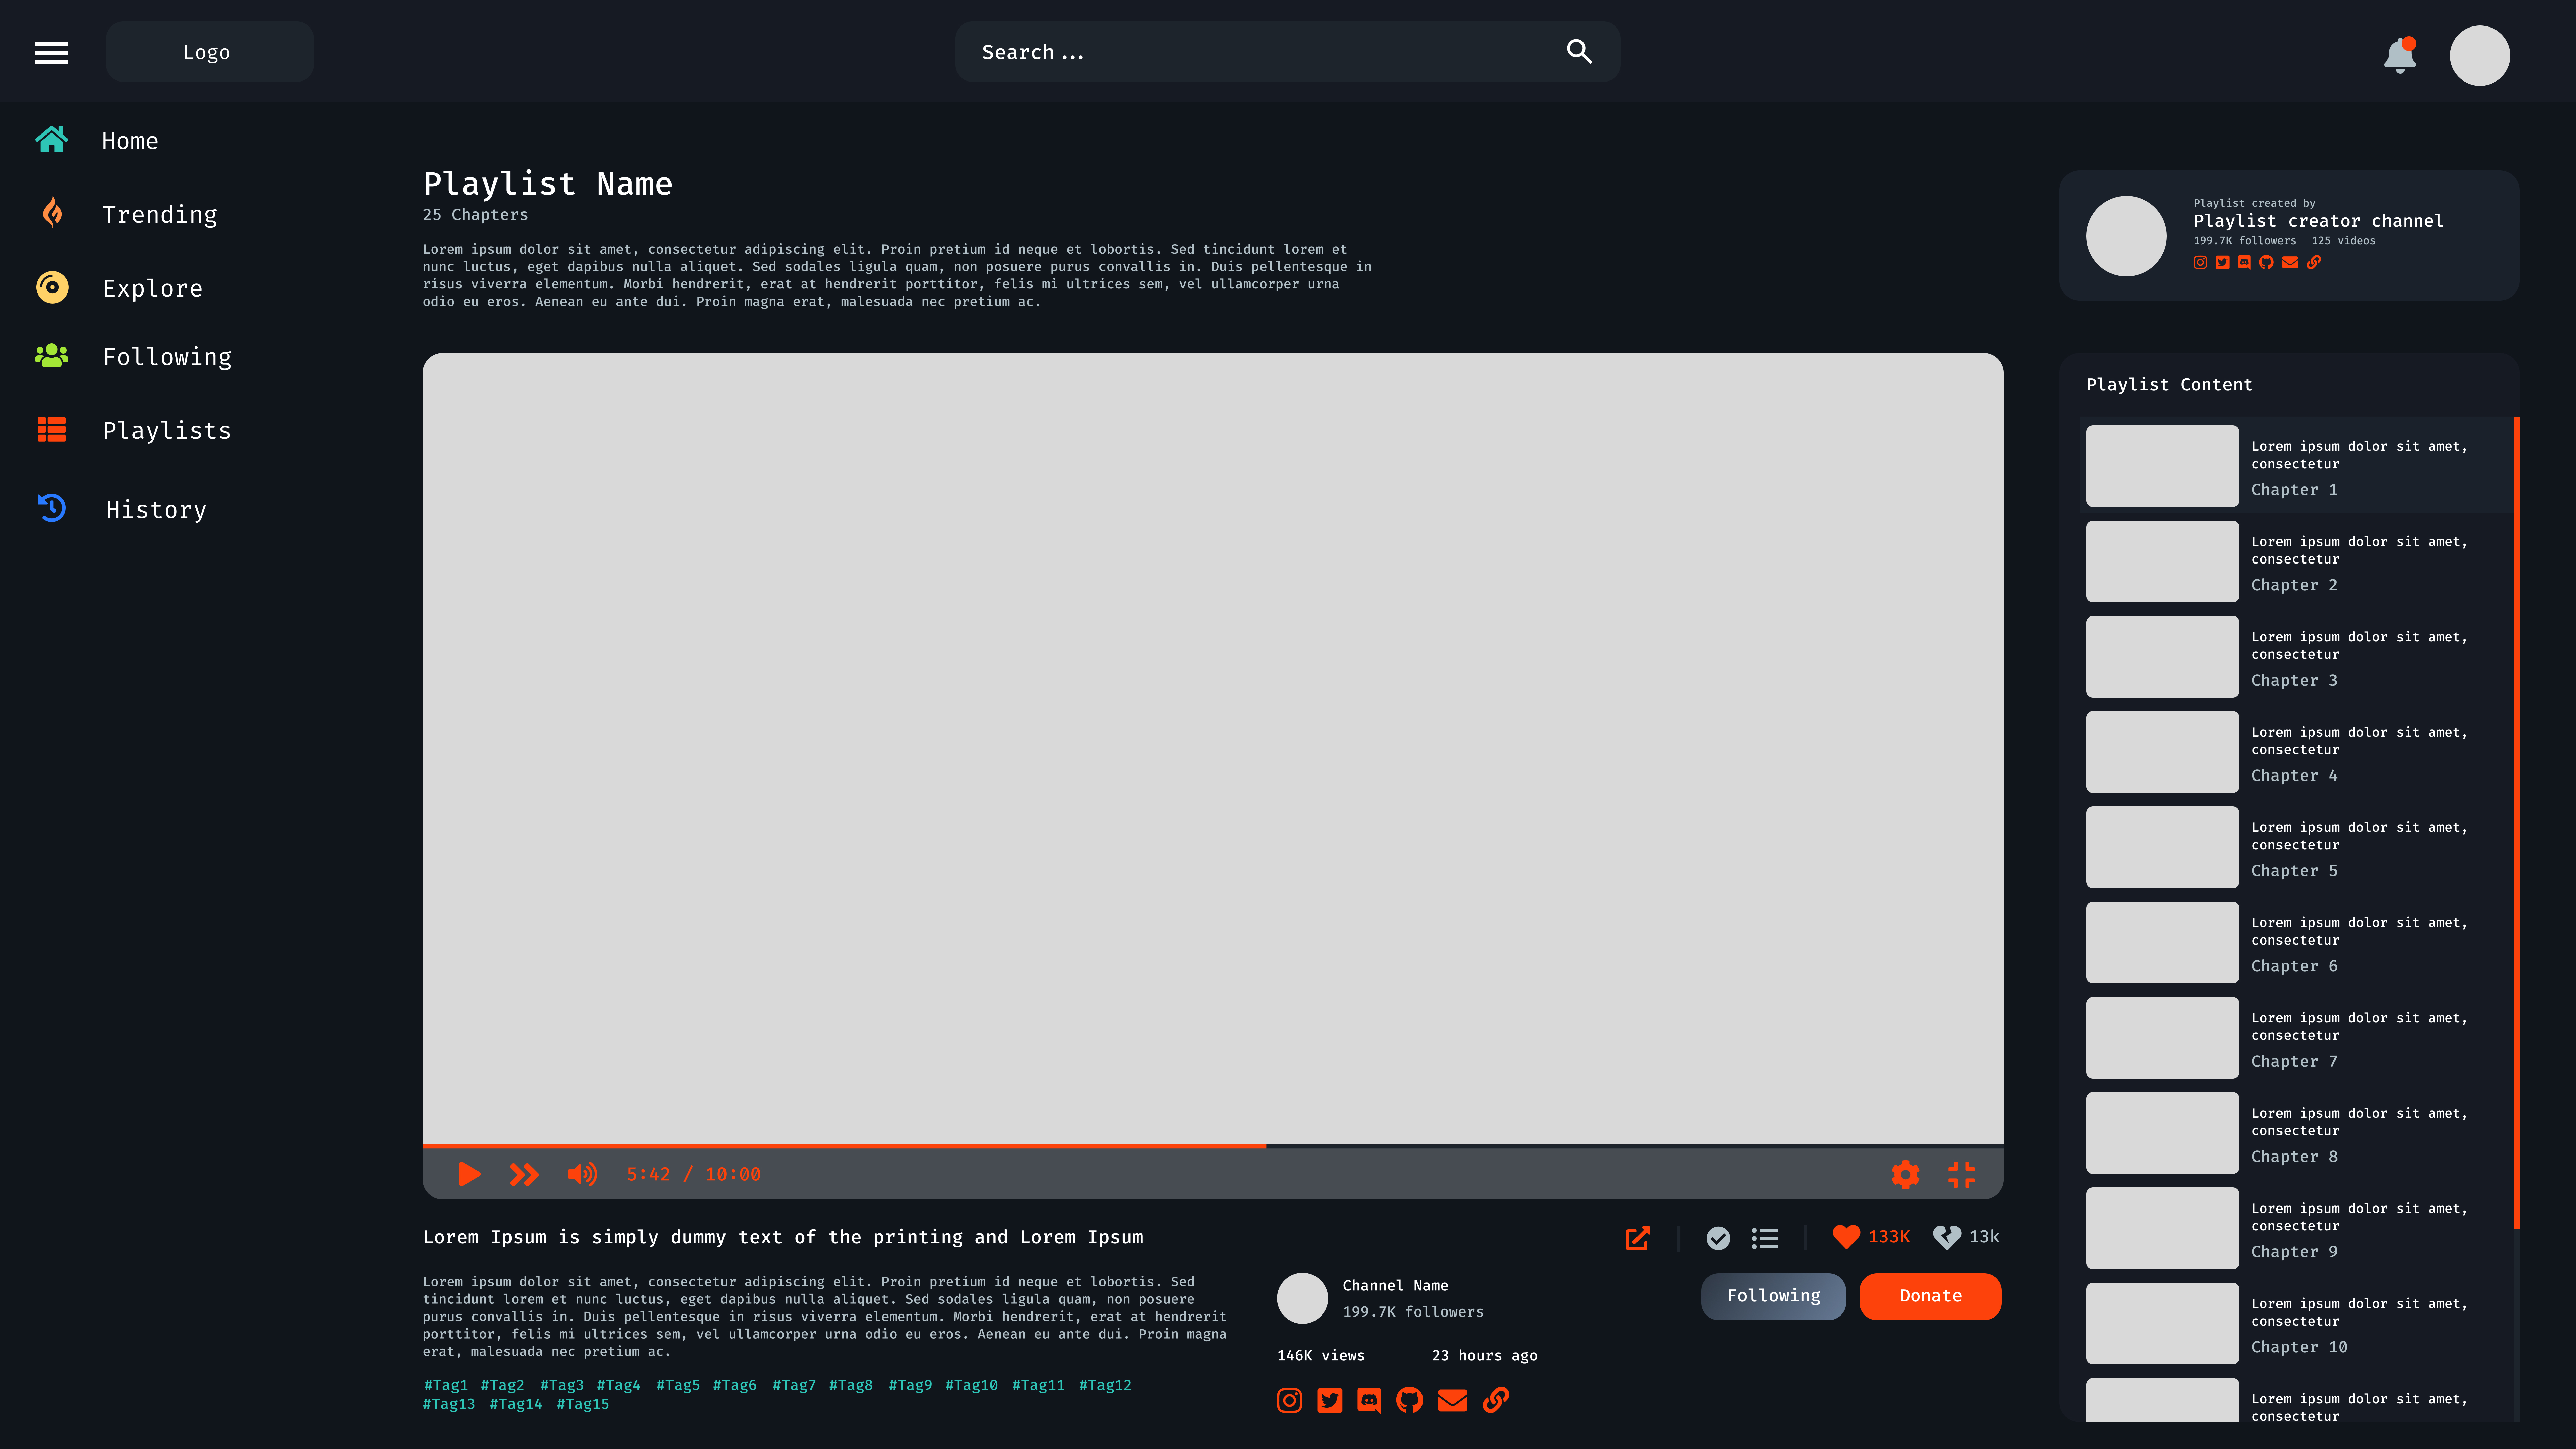 Logo
Search ...
Home
Trending
Explore
Following
Playlists
History
Playlist Name
25 Chapters
Lorem ipsum dolor sit amet, consectetur adipiscing elit. Proin pretium id neque et lobortis. Sed tincidunt lorem et
nunc luctus, eget dapibus nulla aliquet. Sed sodales ligula quam, non posuere purus convallis in. Duis pellentesque in
risus viverra elementum. Morbi hendrerit, erat at hendrerit porttitor, felis mi ultrices sem, vel ullamcorper urna
odio eu eros. Aenean eu ante dui. Proin magna erat, malesuada nec pretium ac.
5:42 / 10:00
Lorem Ipsum is simply dummy text of the printing and Lorem Ipsum
133K
13k
Lorem ipsum dolor sit amet, consectetur adipiscing elit. Proin pretium id neque et lobortis. Sed
tincidunt lorem et nunc luctus, eget dapibus nulla aliquet. Sed sodales ligula quam, non posuere
purus convallis in. Duis pellentesque in risus viverra elementum. Morbi hendrerit, erat at hendrerit
porttitor, felis mi ultrices sem, vel ullamcorper urna odio eu eros. Aenean eu ante dui. Proin magna
erat, malesuada nec pretium ac.
#Tag1 #Tag2 #Tag3 #Tag4 #Tag5 #Tag6 #Tag7 #Tag8 #Tag9 #Tag10 #Tag11 #Tag12
#Tag13 #Tag14 #Tag15
Channel Name
199.7K followers
Following
Donate
146K views
23 hours ago
Playlist created by
Playlist creator channel
199.7K followers 125 videos
Playlist Content
Lorem ipsum dolor sit amet,
consectetur
Chapter 1
Lorem ipsum dolor sit amet,
consectetur
Chapter 2
Lorem ipsum dolor sit amet,
consectetur
Chapter 3
Lorem ipsum dolor sit amet,
consectetur
Chapter 4
Lorem ipsum dolor sit amet,
consectetur
Chapter 5
Lorem ipsum dolor sit amet,
consectetur
Chapter 6
Lorem ipsum dolor sit amet,
consectetur
Chapter 7
Lorem ipsum dolor sit amet,
consectetur
Chapter 8
Lorem ipsum dolor sit amet,
consectetur
Chapter 9
Lorem ipsum dolor sit amet,
consectetur
Chapter 10
Lorem ipsum dolor sit amet,
consectetur